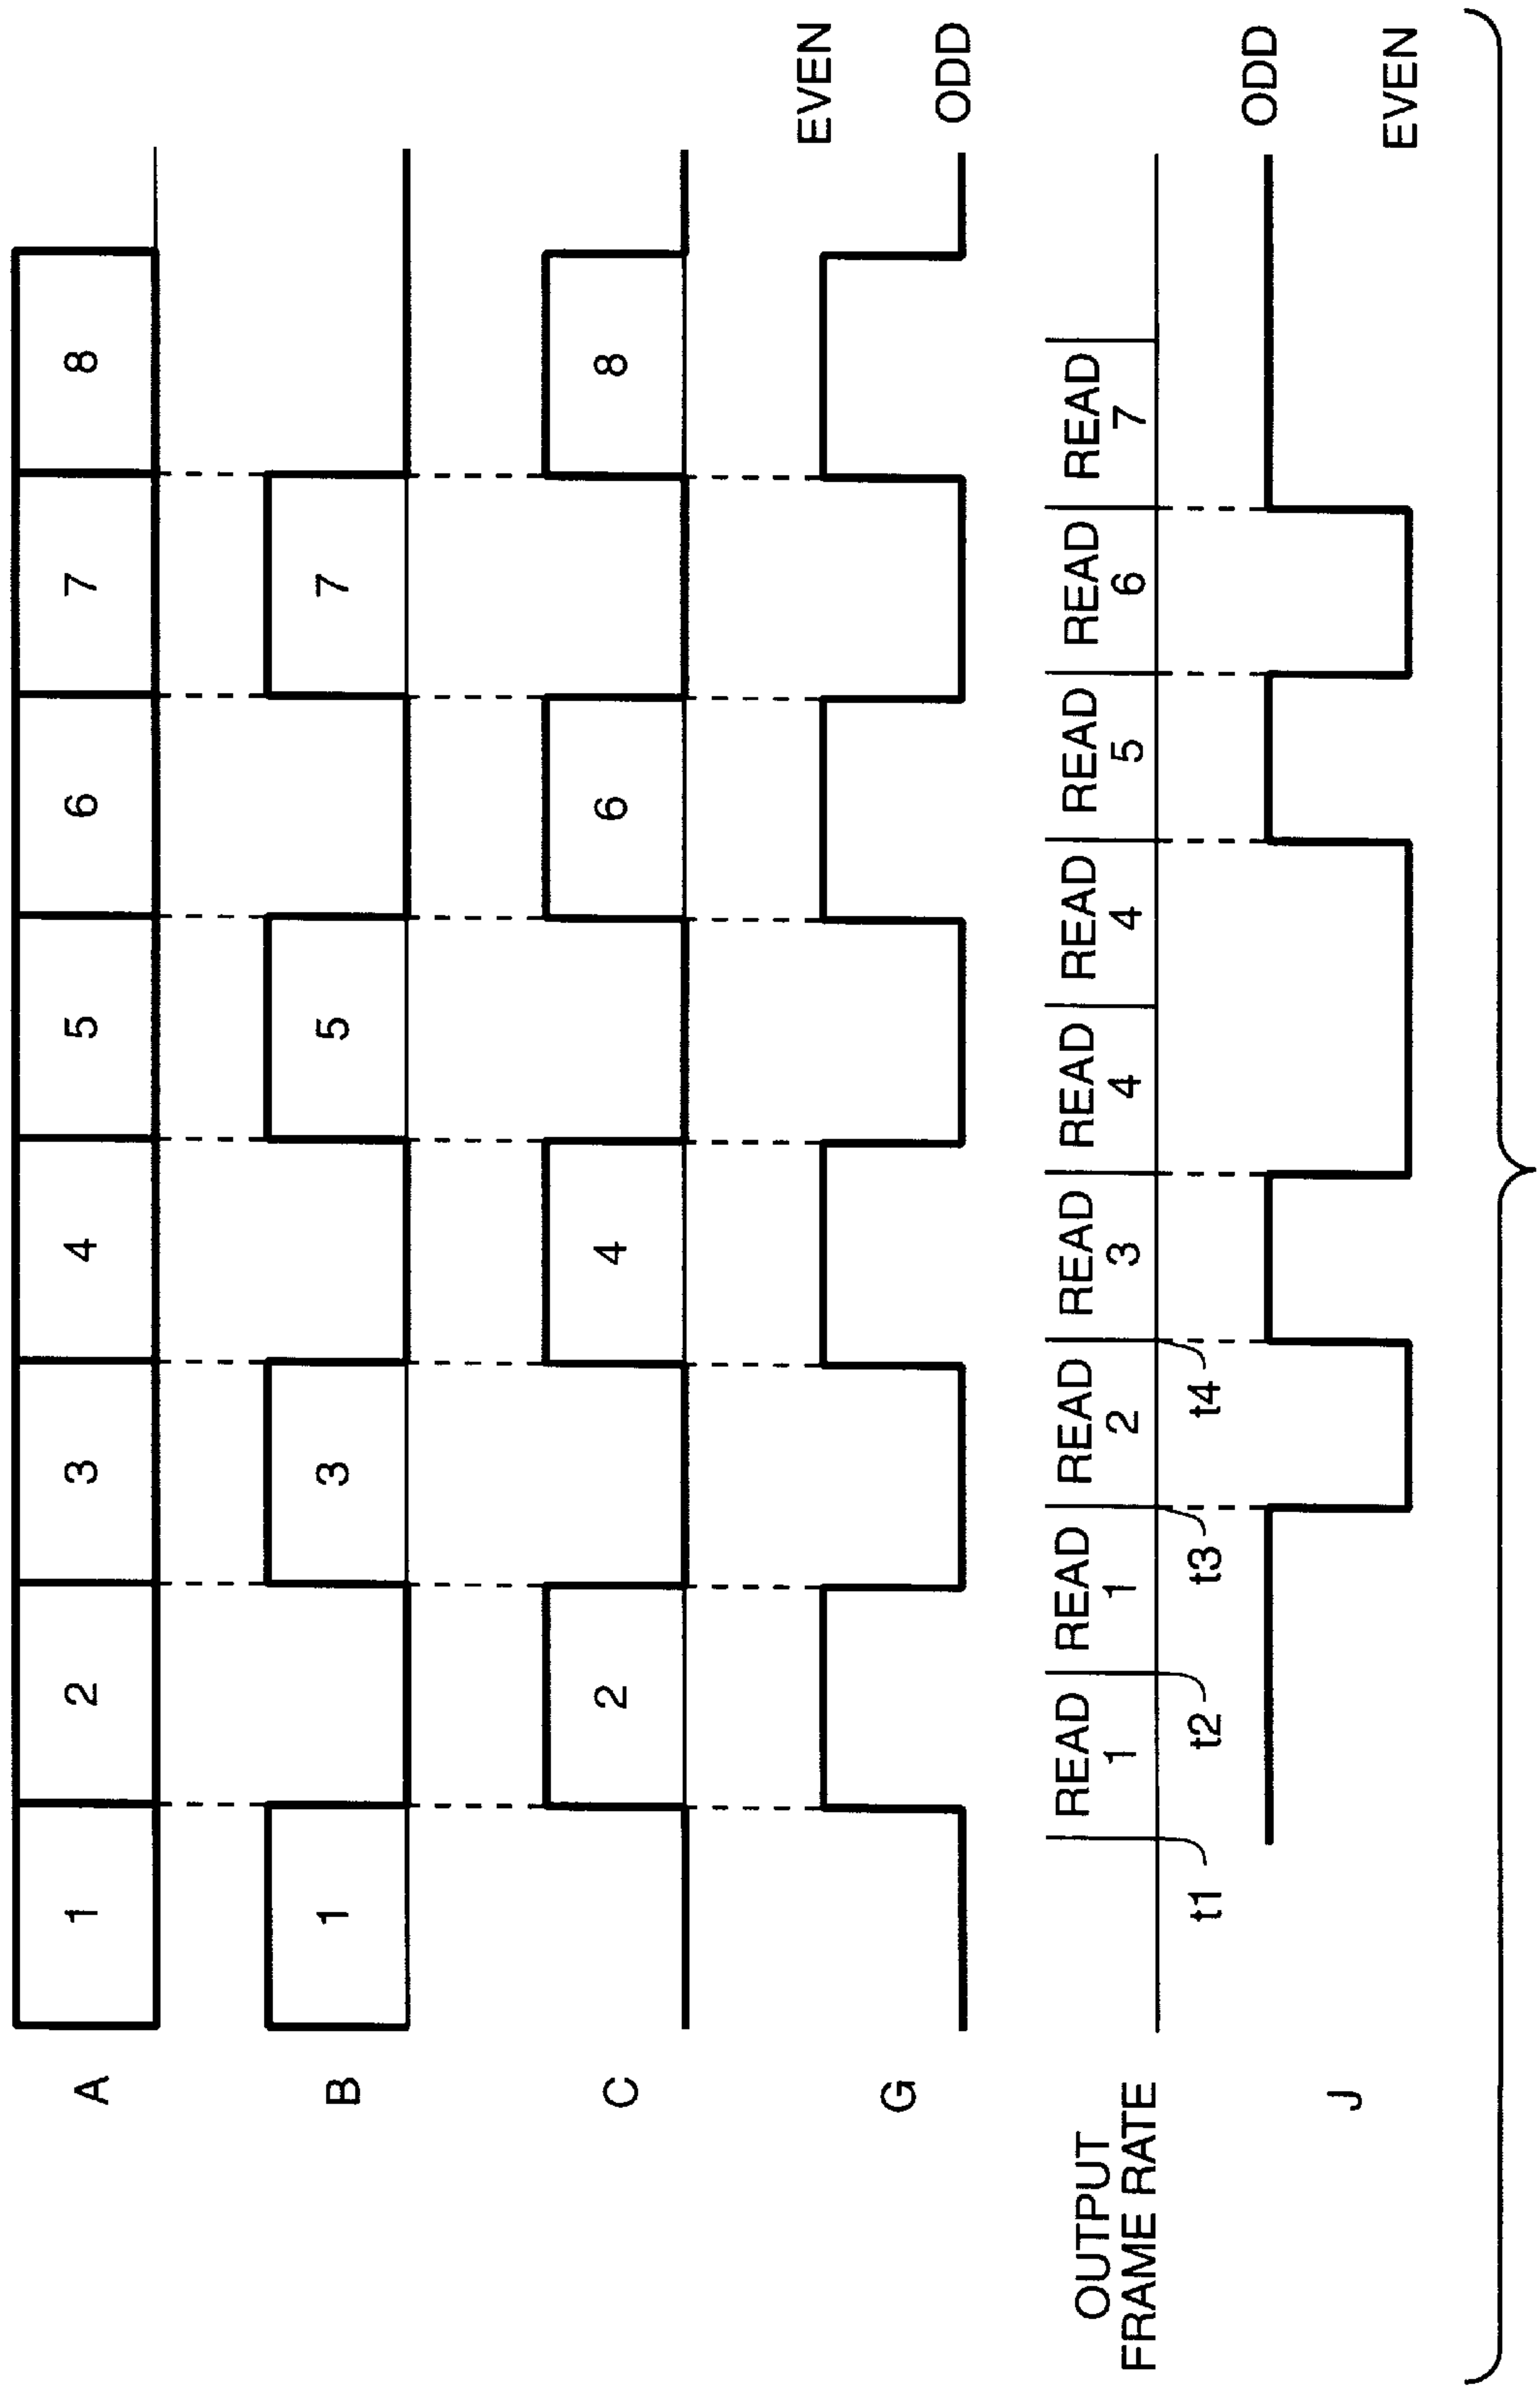 A 1 2 3 4 5 6 7 8
B 1 3 5 7
C 2 4 6 8
EVEN
G
ODD
OUTPUT
FRAME RATE
READ READ READ READ READ READ READ READ READ
1 1 2 3 4 4 5 6 7
t1 t2 t3 t4
ODD
J
EVEN